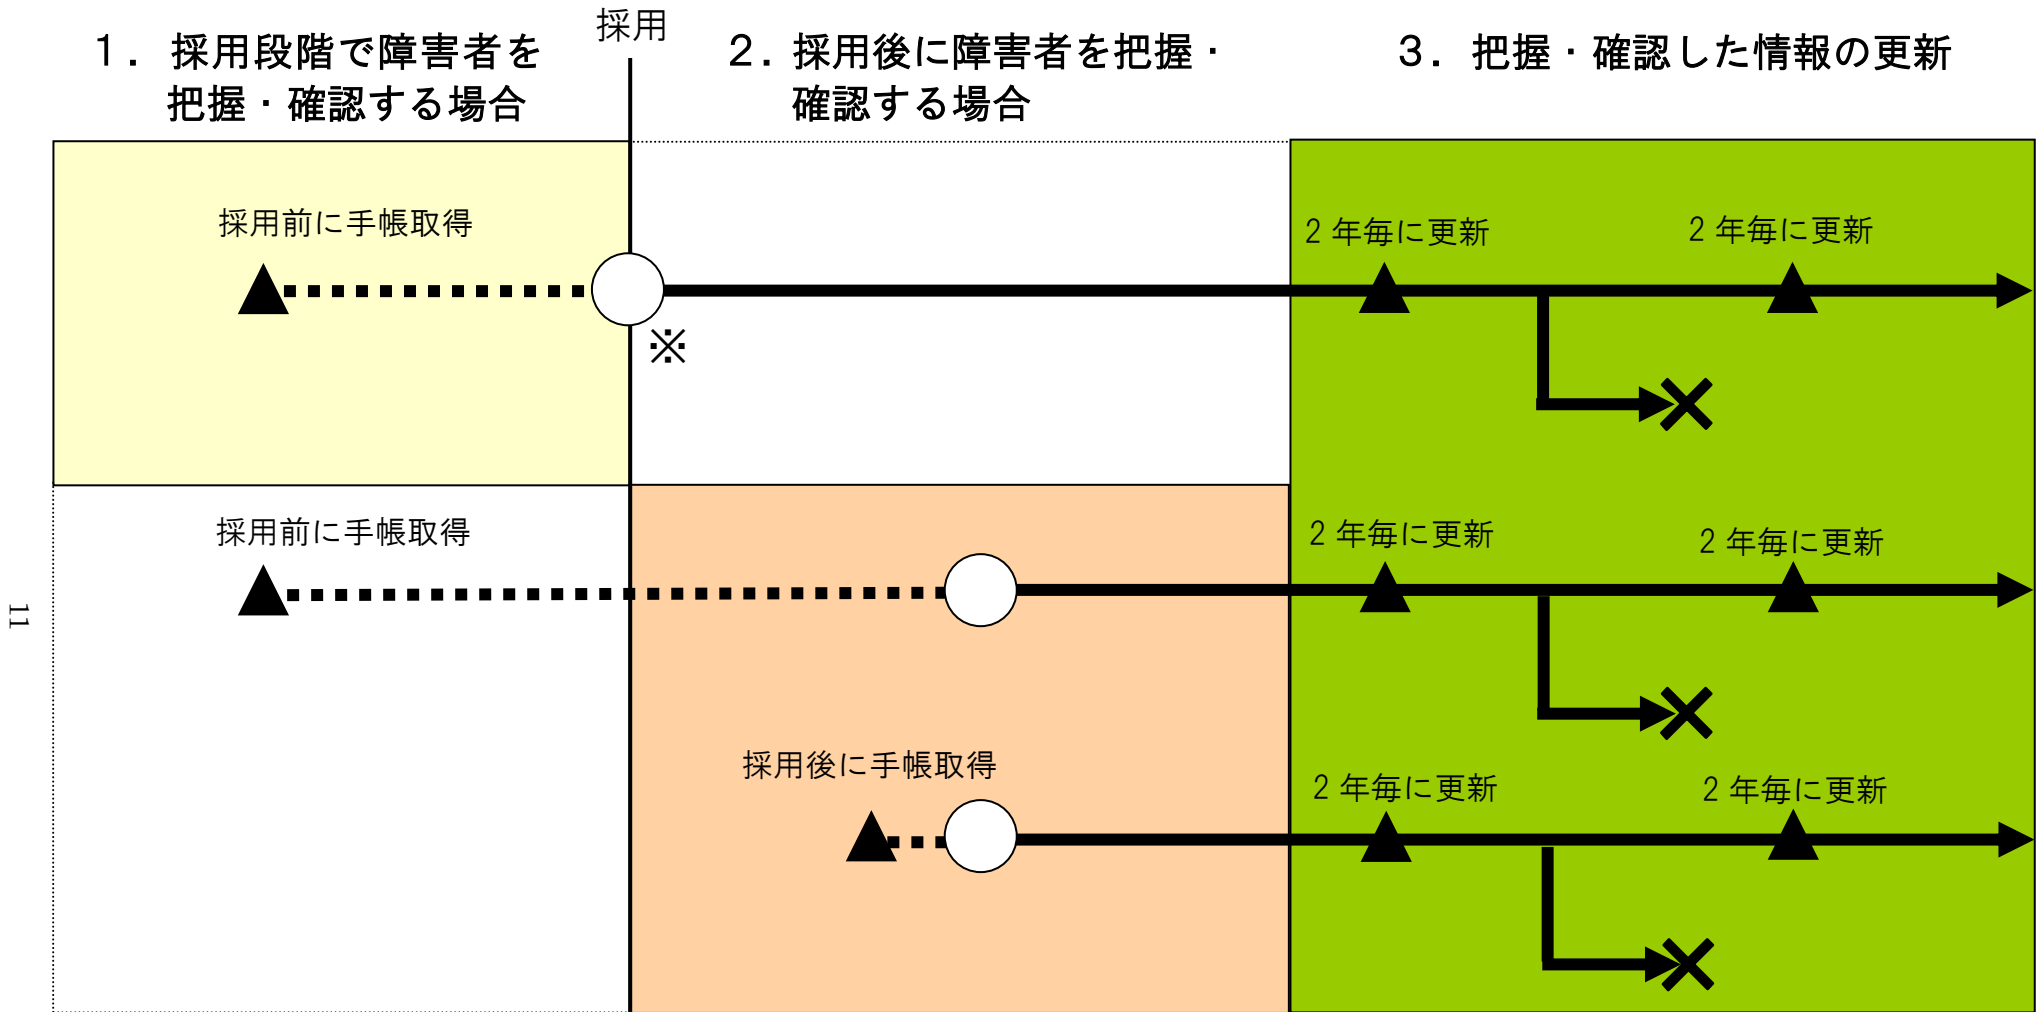 採用
１．採用段階で障害者を
把握・確認する場合
２．採用後に障害者を把握・
確認する場合
３．把握・確認した情報の更新
採用前に手帳取得
2 年毎に更新
2 年毎に更新
※
採用前に手帳取得
2 年毎に更新
2 年毎に更新
採用後に手帳取得
2 年毎に更新
2 年毎に更新
11